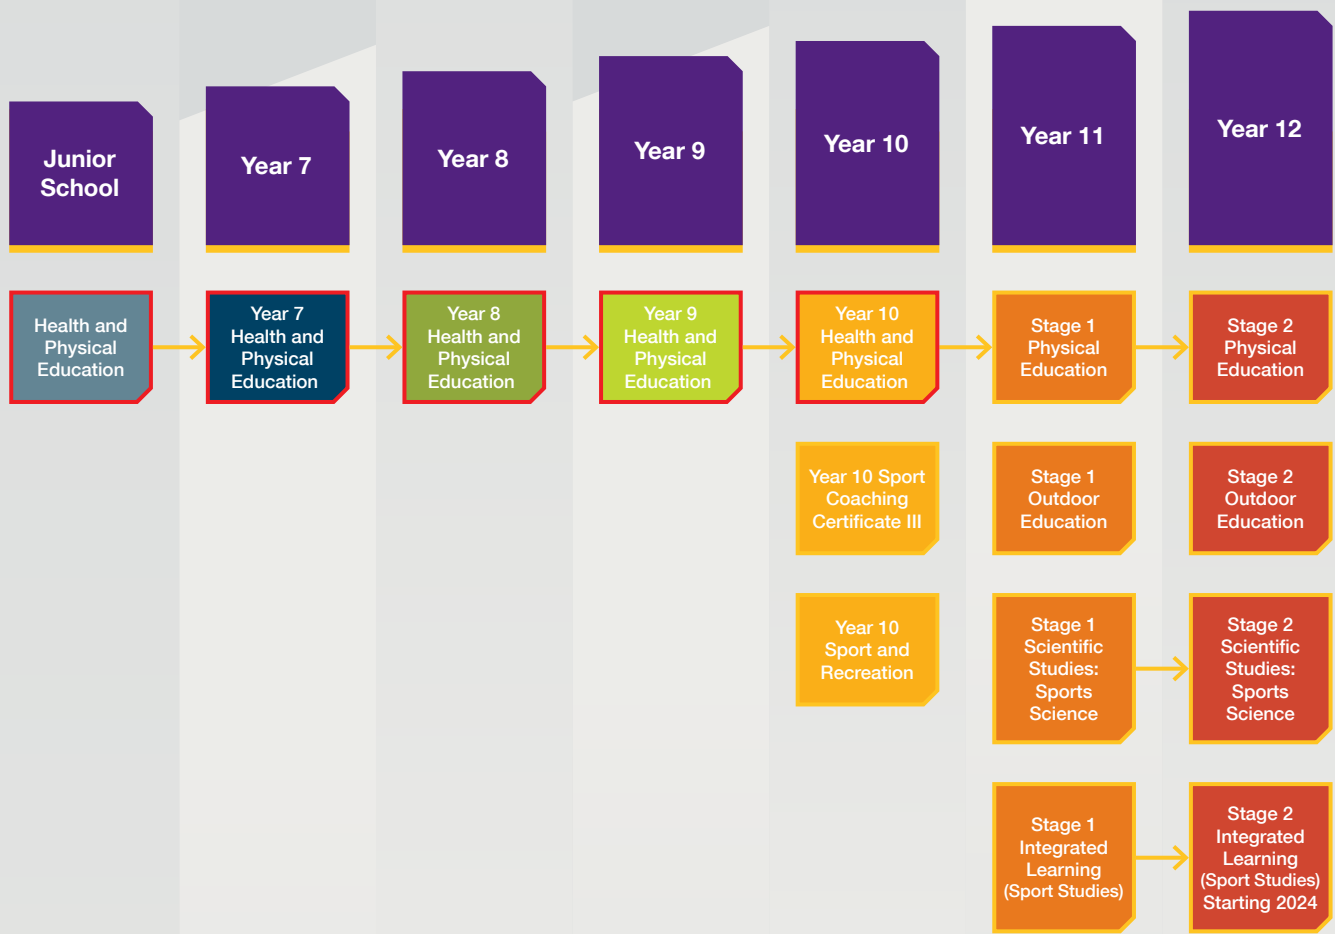 Junior
School
Year 7
Year 8
Year 9
Year 10
Year 11
Year 12
Health and
Physical
Education
Year 7
Health and
Physical
Education
Year 8
Health and
Physical
Education
Year 9
Health and
Physical
Education
Year 10
Health and
Physical
Education
Stage 1
Physical
Education
Stage 2
Physical
Education
Year 10 Sport
Coaching
Certificate III
Stage 1
Outdoor
Education
Stage 2
Outdoor
Education
Year 10
Sport and
Recreation
Stage 1
Scientific
Studies:
Sports
Science
Stage 2
Scientific
Studies:
Sports
Science
Stage 1
Integrated
Learning
(Sport Studies)
Stage 2
Integrated
Learning
(Sport Studies)
Starting 2024